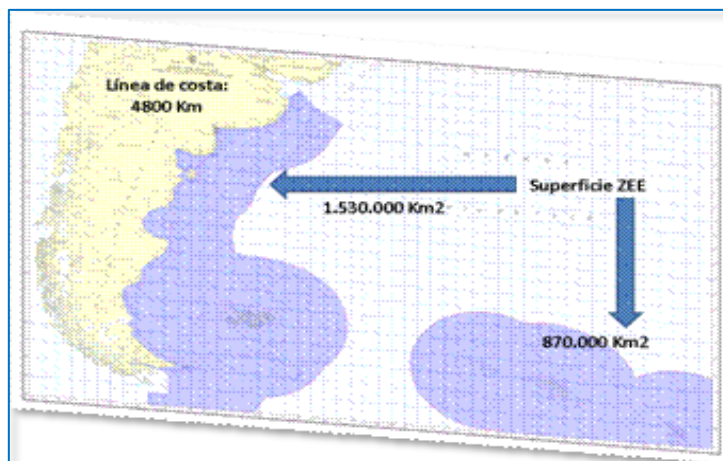 Línea de costa:
4800 Km
Superficie ZEE
1.530.000 Km2
870.000 Km2